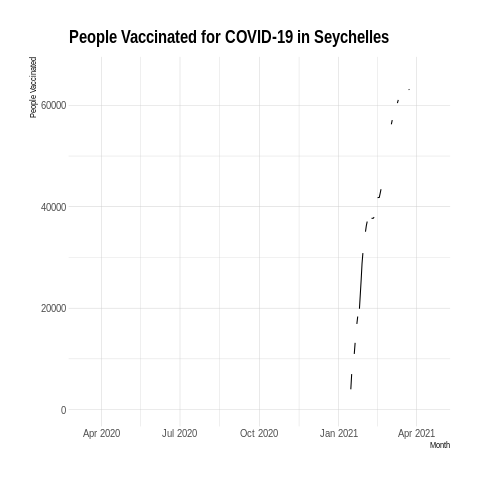 People Vaccinated for COVID-19 in Seychelles
People Vaccinated
60000
40000
20000
0
Apr 2020
Jul 2020
Oct 2020
Jan 2021
Apr 2021
Month